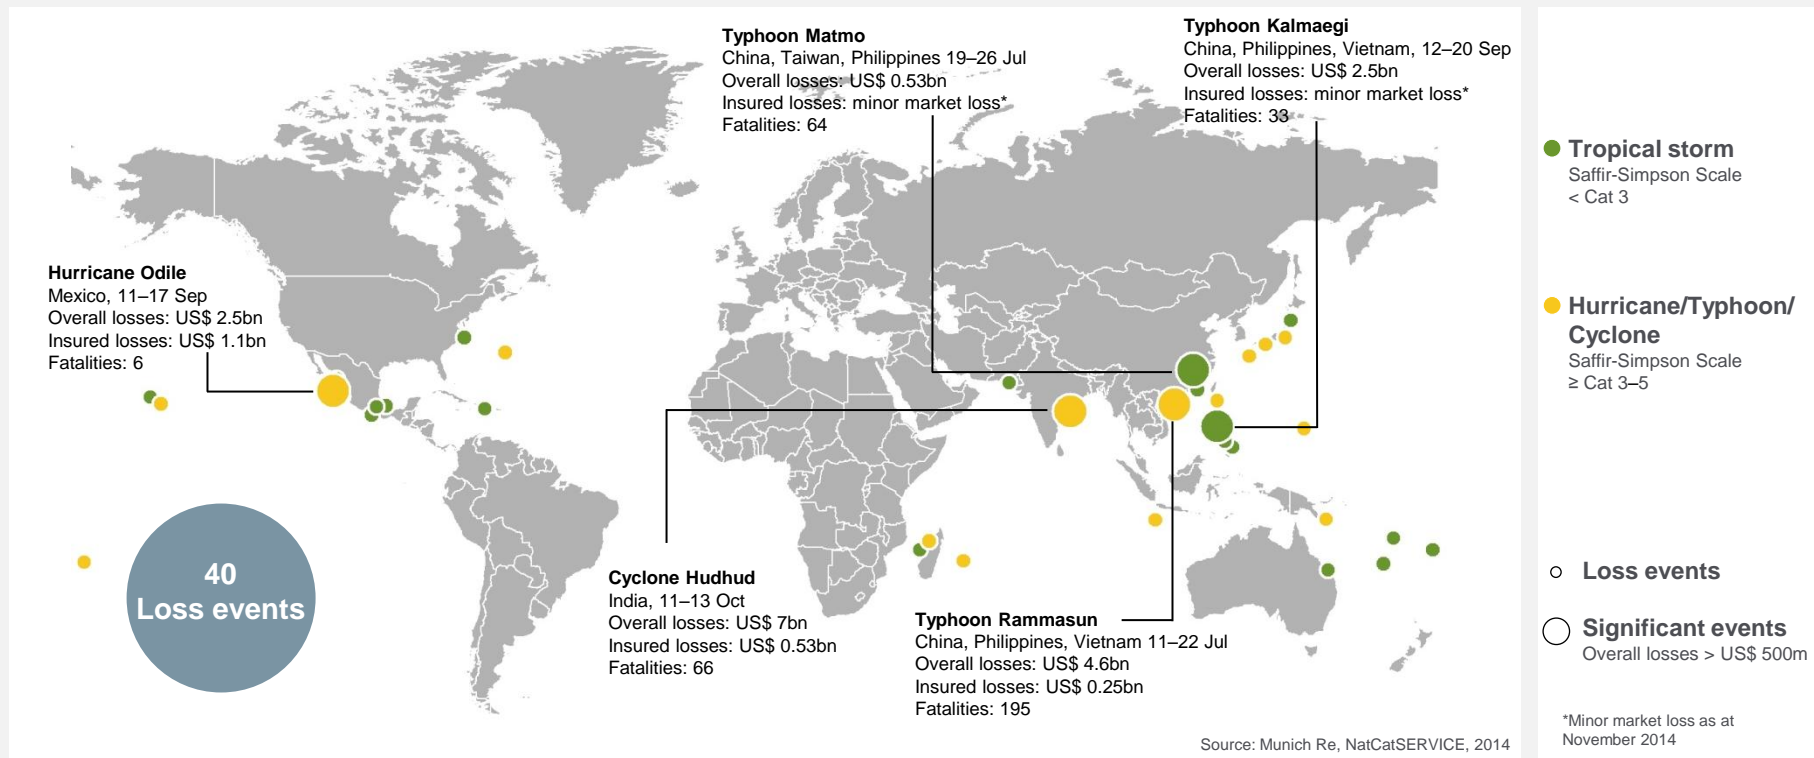 Typhoon Matmo
China, Taiwan, Philippines 19–26 Jul
Overall losses: US$ 0.53bn
Insured losses: minor market loss*
Fatalities: 64
Typhoon Kalmaegi
China, Philippines, Vietnam, 12–20 Sep
Overall losses: US$ 2.5bn
Insured losses: minor market loss*
Fatalities: 33
Hurricane Odile
Mexico, 11–17 Sep
Overall losses: US$ 2.5bn
Insured losses: US$ 1.1bn
Fatalities: 6
40
Loss events
Cyclone Hudhud
India, 11–13 Oct
Overall losses: US$ 7bn
Insured losses: US$ 0.53bn
Fatalities: 66
Typhoon Rammasun
China, Philippines, Vietnam 11–22 Jul
Overall losses: US$ 4.6bn
Insured losses: US$ 0.25bn
Fatalities: 195
Source: Munich Re, NatCatSERVICE, 2014
Tropical storm
Saffir-Simpson Scale
< Cat 3
Hurricane/Typhoon/
Cyclone
Saffir-Simpson Scale
≥ Cat 3–5
Loss events
Significant events
Overall losses > US$ 500m
*Minor market loss as at
November 2014